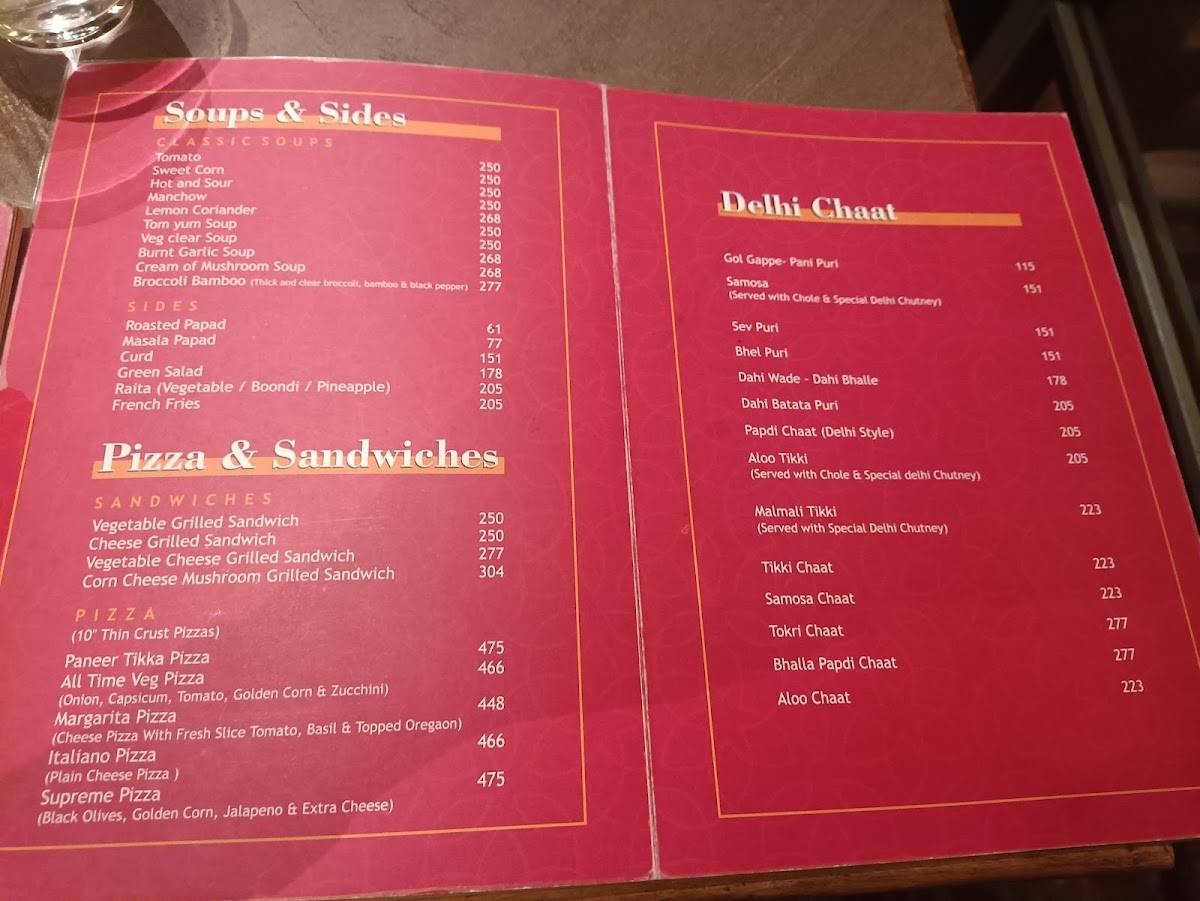 Soups & Sides
CLASSIC SOUPS
Tomato 250
Sweet Corn 250
Hot and Sour 250
Manchow 250
Lemon Coriander 268
Tom yum Soup 250
Veg clear Soup 250
Burnt Garlic Soup 268
Cream of Mushroom Soup 268
Broccoli Bamboo (Thick and clear broccoli, bamboo & black pepper) 277
SIDES
Roasted Papad 61
Masala Papad 77
Curd 151
Green Salad 178
Raita (Vegetable / Boondi / Pineapple) 205
French Fries 205
Pizza & Sandwiches
SANDWICHES
Vegetable Grilled Sandwich 250
Cheese Grilled Sandwich 250
Vegetable Cheese Grilled Sandwich 277
Corn Cheese Mushroom Grilled Sandwich 304
PIZZA
(10" Thin Crust Pizzas)
Paneer Tikka Pizza 475
All Time Veg Pizza 466
(Onion, Capsicum, Tomato, Golden Corn & Zucchini)
Margarita Pizza 448
(Cheese Pizza With Fresh Slice Tomato, Basil & Topped Oregaon)
Italiano Pizza 466
(Plain Cheese Pizza )
Supreme Pizza 475
(Black Olives, Golden Corn, Jalapeno & Extra Cheese)
Delhi Chaat
Gol Gappe- Pani Puri 115
Samosa 151
(Served with Chole & Special Delhi Chutney)
Sev Puri 151
Bhel Puri 151
Dahi Wade - Dahi Bhalle 178
Dahi Batata Puri 205
Papdi Chaat (Delhi Style) 205
Aloo Tikki 205
(Served with Chole & Special delhi Chutney)
Malmali Tikki 223
(Served with Special Delhi Chutney)
Tikki Chaat 223
Samosa Chaat 223
Tokri Chaat 277
Bhalla Papdi Chaat 277
Aloo Chaat 223